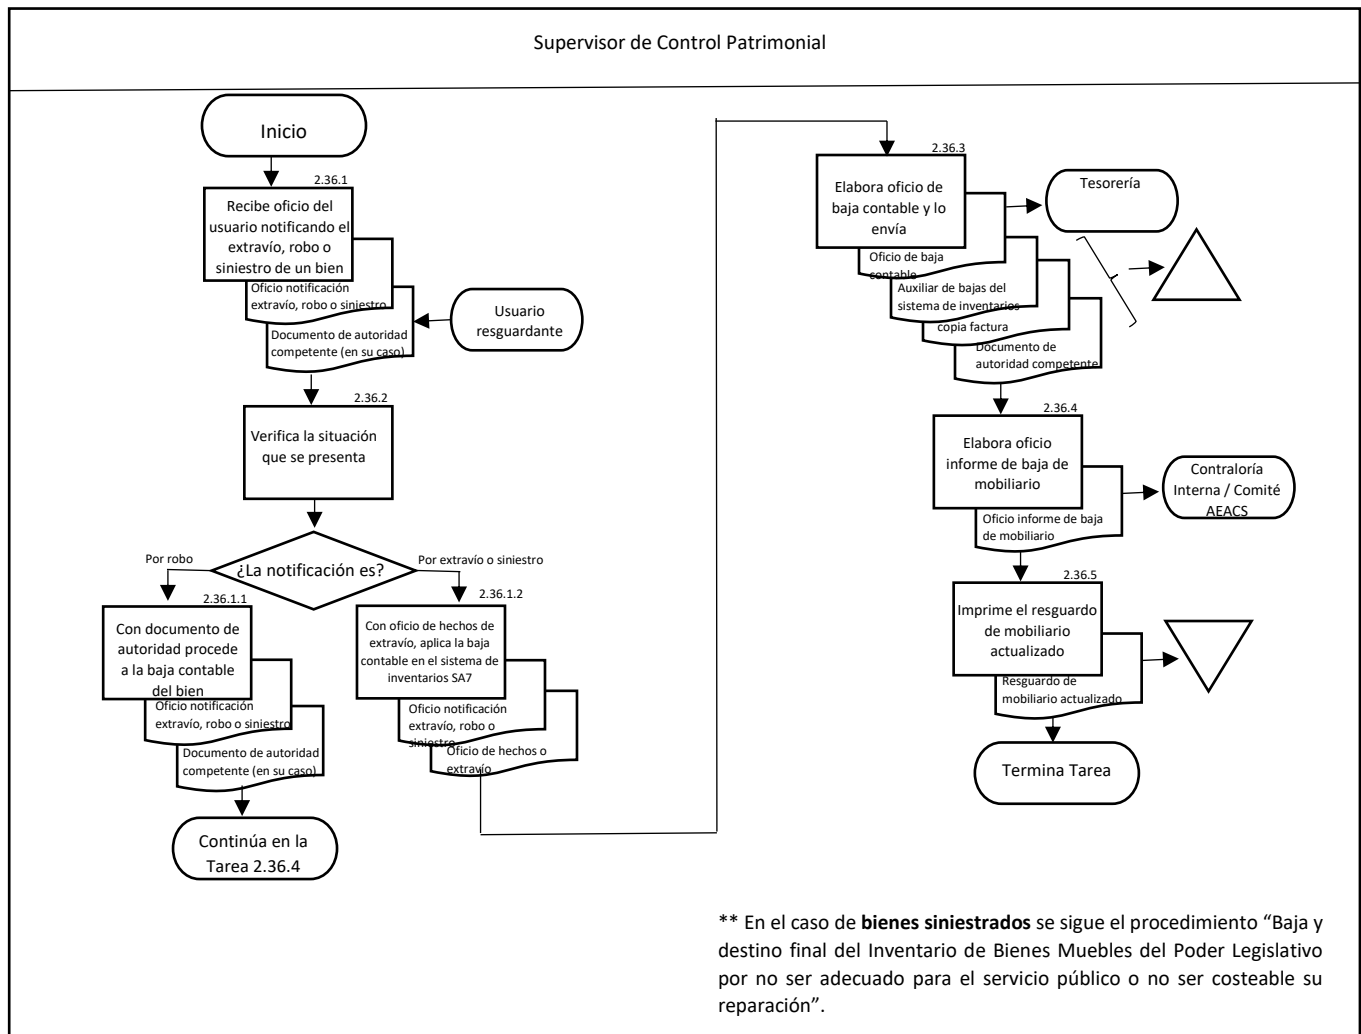 Supervisor de Control Patrimonial
Inicio
2.36.1
Recibe oficio del
usuario notificando el
extravío, robo o
siniestro de un bien
Oficio notificación
extravío, robo o siniestro
Documento de autoridad
competente (en su caso)
Usuario
resguardante
2.36.2
Verifica la situación
que se presenta
¿La notificación es?
Por robo
Por extravío o siniestro
2.36.1.1
Con documento de
autoridad procede
a la baja contable
del bien
Oficio notificación
extravío, robo o siniestro
Documento de autoridad
competente (en su caso)
Continúa en la
Tarea 2.36.4
2.36.1.2
Con oficio de hechos de
extravío, aplica la baja
contable en el sistema de
inventarios SA7
Oficio notificación
extravío, robo o
siniestro
Oficio de hechos o
extravío
2.36.3
Elabora oficio de
baja contable y lo
envía
Oficio de baja
contable
Auxiliar de bajas del
sistema de inventarios
copia factura
Documento de
autoridad competente
Tesorería
2.36.4
Elabora oficio
informe de baja de
mobiliario
Oficio informe de baja
de mobiliario
Contraloría
Interna / Comité
AEACS
2.36.5
Imprime el resguardo
de mobiliario
actualizado
Resguardo de
mobiliario actualizado
Termina Tarea
** En el caso de bienes siniestrados se sigue el procedimiento “Baja y
destino final del Inventario de Bienes Muebles del Poder Legislativo
por no ser adecuado para el servicio público o no ser costeable su
reparación”.